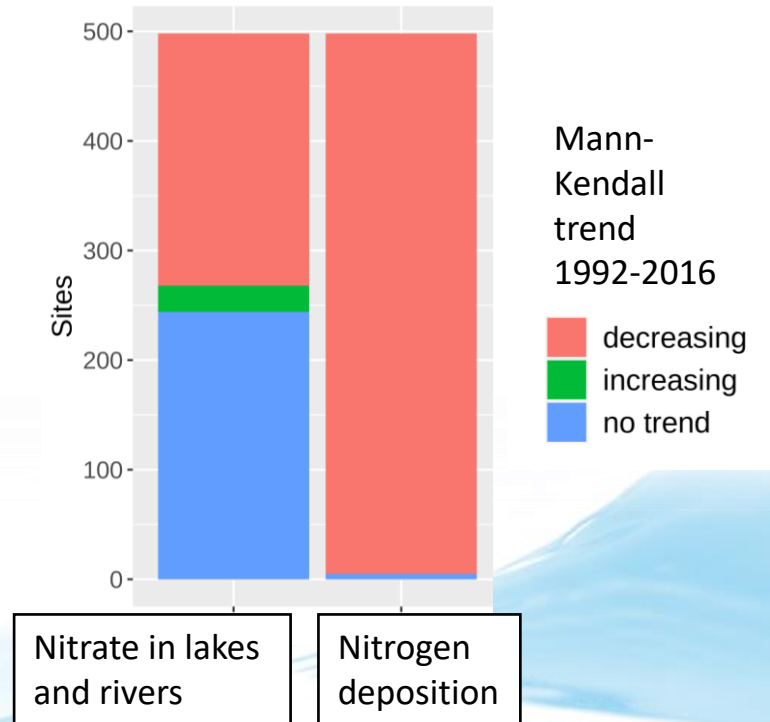 500
400
300
200
100
0
Sites
Mann-
Kendall
trend
1992-2016
decreasing
increasing
no trend
Nitrate in lakes
and rivers
Nitrogen
deposition